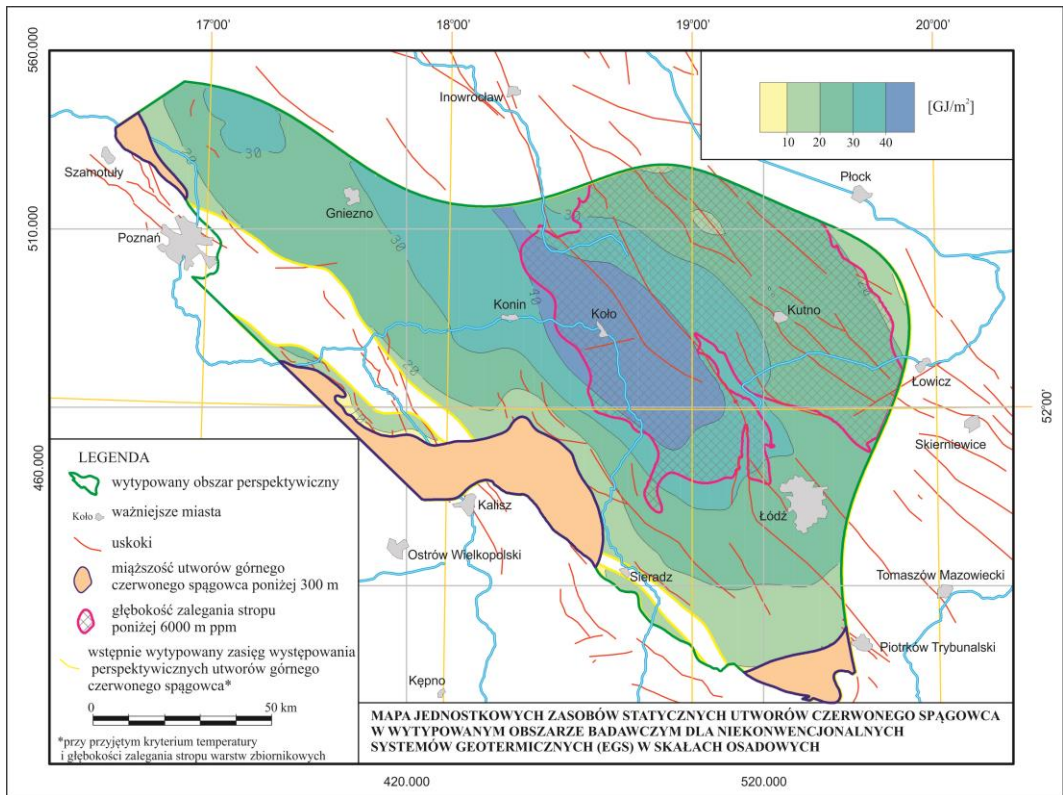 17°00'
18°00'
19°00'
20°00'
560.000
510.000
460.000
52°00'
420.000
520.000
[GJ/m²]
10
20
30
40
Inowrocław
Szamotuły
Płock
Gniezno
Poznań
Konin
Koło
Kutno
Łowicz
Skierniewice
Łódź
Kalisz
Ostrów Wielkopolski
Sieradz
Tomaszów Mazowiecki
Piotrków Trybunalski
Kępno
20
30
30
30
40
20
20
10
LEGENDA
wytypowany obszar perspektywiczny
Koło
ważniejsze miasta
uskoki
miąższość utworów górnego
czerwonego spągowca poniżej 300 m
głębokość zalegania stropu
poniżej 6000 m ppm
wstępnie wytypowany zasięg występowania
perspektywicznych utworów górnego
czerwonego spągowca*
0
50 km
*przy przyjętym kryterium temperatury
i głębokości zalegania stropu warstw zbiornikowych
MAPA JEDNOSTKOWYCH ZASOBÓW STATYCZNYCH UTWORÓW CZERWONEGO SPĄGOWCA
W WYTYPOWANYM OBSZARZE BADAWCZYM DLA NIEKONWENCJONALNYCH
SYSTEMÓW GEOTERMICZNYCH (EGS) W SKAŁACH OSADOWYCH